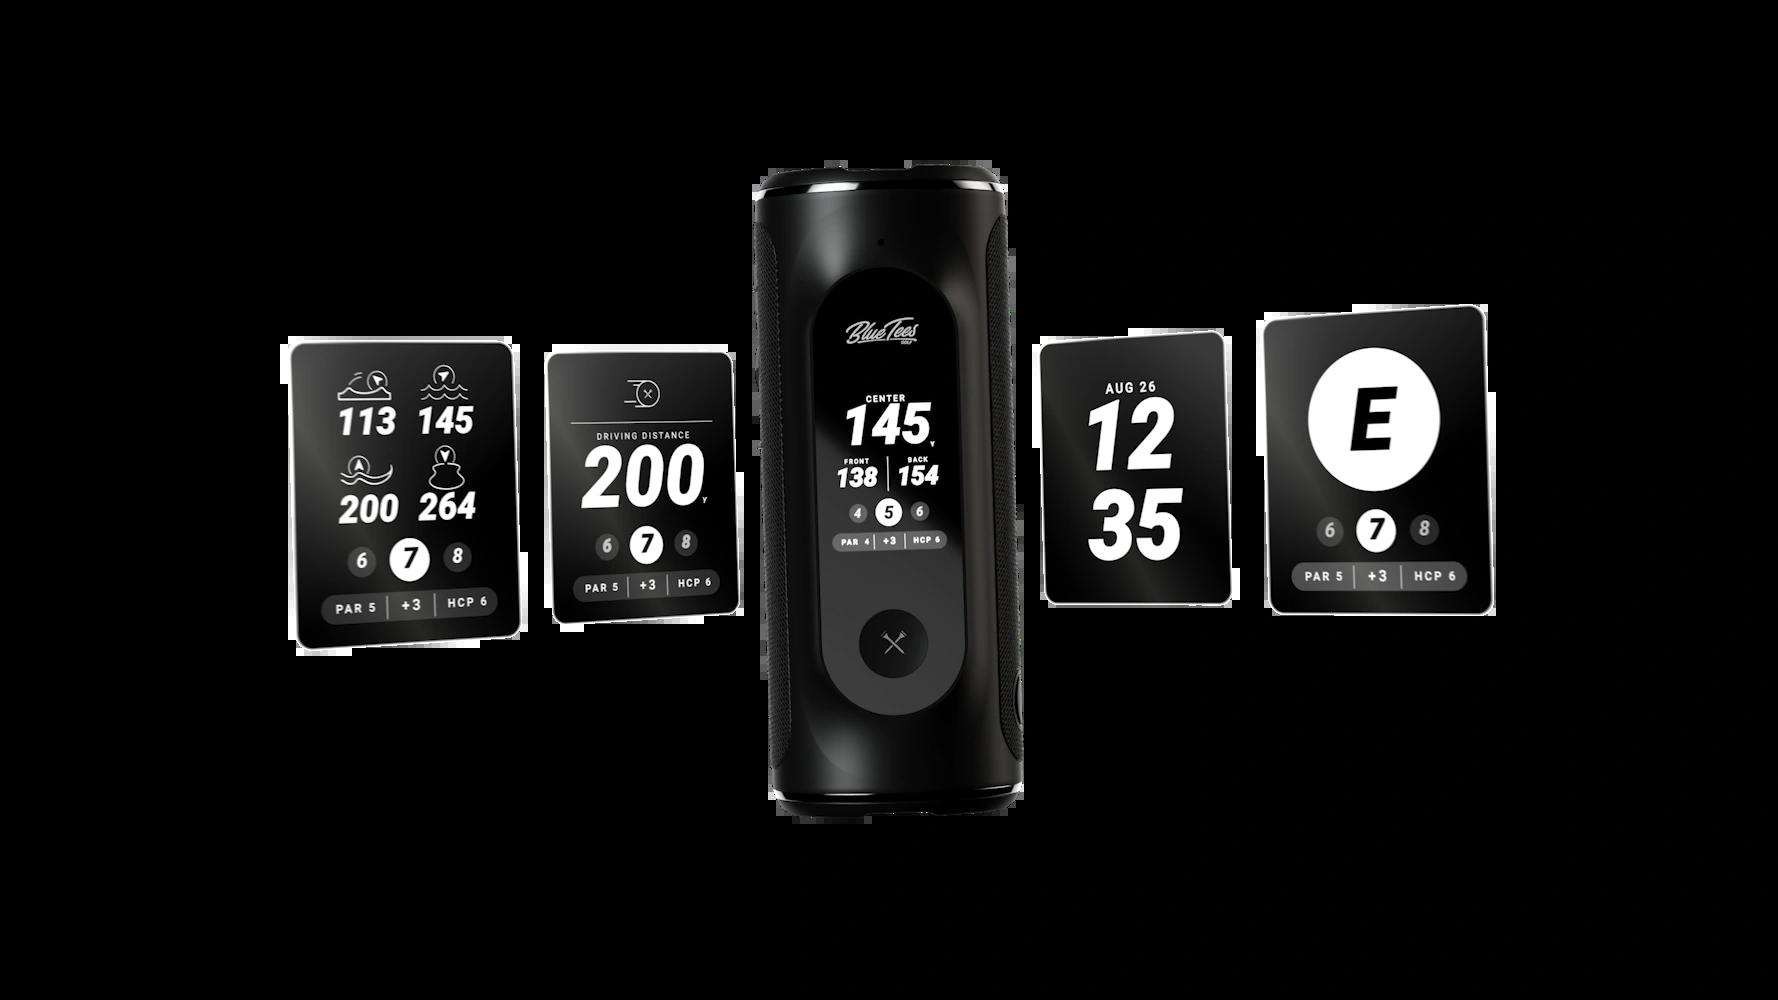 113 145
200 264
6 7 8
PAR 5 +3 HCP 6
DRIVING DISTANCE
200 Y
6 7 8
PAR 5 +3 HCP 6
Blue Tees
GOLF
CENTER
145 Y
FRONT BACK
138 154
4 5 6
PAR 4 +3 HCP 6
AUG 26
12
35
E
6 7 8
PAR 5 +3 HCP 6